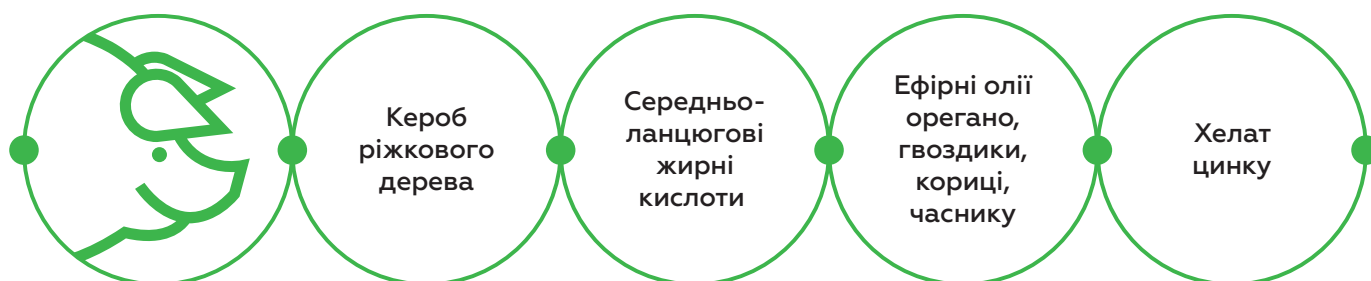 Кероб
ріжкового
дерева
Середньо-
ланцюгові
жирні
кислоти
Ефірні олії
орегано,
гвоздики,
кориці,
часнику
Хелат
цинку